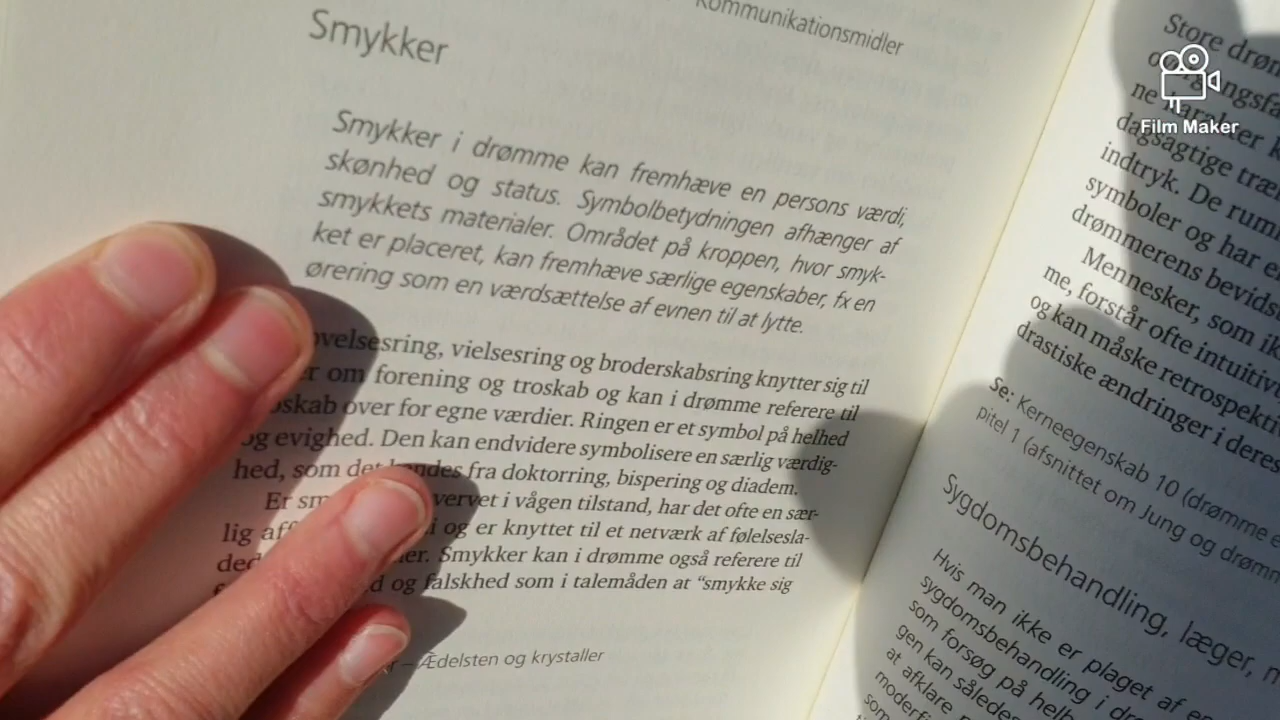 Kommunikationsmidler
Smykker
Smykker i drømme kan fremhæve en persons værdi,
skønhed og status. Symbolbetydningen afhænger af
smykkets materialer. Området på kroppen, hvor smyk-
ket er placeret, kan fremhæve særlige egenskaber, fx en
ørering som en værdsættelse af evnen til at lytte.
vielsesring og broderskabsring knytter sig til
om forening og troskab og kan i drømme referere til
over for egne værdier. Ringen er et symbol på helhed
og evighed. Den kan endvidere symbolisere en særlig værdig-
hed, som det kendes fra doktorring, bispering og diadem.
Er vervet i vågen tilstand, har det ofte en sær-
lig og er knyttet til et netværk af følelsesla-
Smykker kan i drømme også referere til
og falskhed som i talemåden at “smykke sig
– Ædelsten og krystaller
Store
ne karakter
dagsagtige
indtryk. De
symboler og har
drømmerens
Mennesker, som
me, forstår ofte
og kan måske
drastiske ændringer i deres
Se: Kerneegenskab 10 (drømme
pitel 1 (afsnittet om Jung og
Sygdomsbehandling, læger,
Hvis man ikke er plaget af
sygdomsbehandling i
som forsøg på
gen kan således
at afklare
som
Film Maker